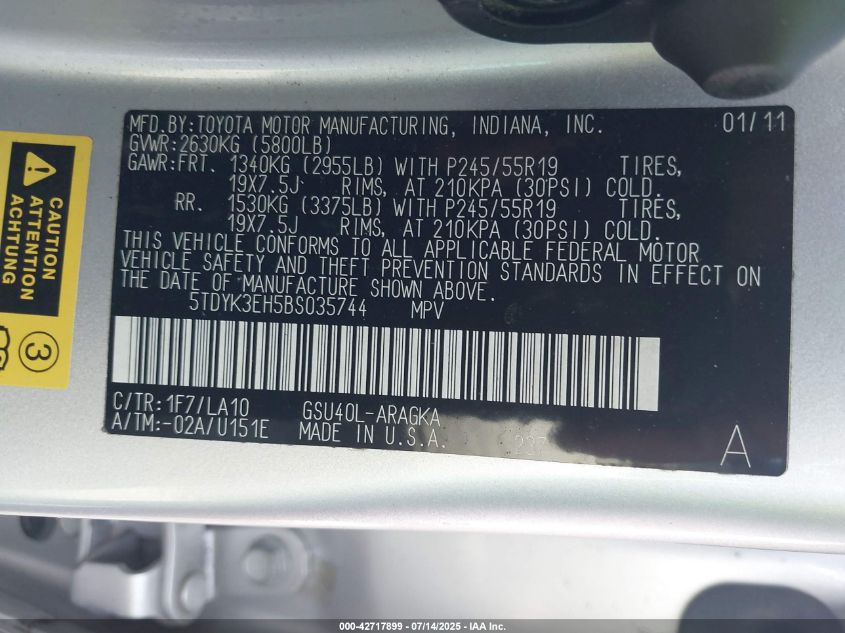 MFD.BY:TOYOTA MOTOR MANUFACTURING, INDIANA, INC. 01/11
GVWR:2630KG (5800LB)
GAWR:FRT. 1340KG (2955LB) WITH P245/55R19 TIRES,
19X7.5J RIMS, AT 210KPA (30PSI) COLD.
RR. 1530KG (3375LB) WITH P245/55R19 TIRES,
19X7.5J RIMS, AT 210KPA (30PSI) COLD.
THIS VEHICLE CONFORMS TO ALL APPLICABLE FEDERAL MOTOR
VEHICLE SAFETY AND THEFT PREVENTION STANDARDS IN EFFECT ON
THE DATE OF MANUFACTURE SHOWN ABOVE.
5TDYK3EH5BS035744 MPV
C/TR:1F7/LA10 GSU40L-ARAGKA
A/TM:-02A/U151E MADE IN U.S.A.
A
CAUTION
ATTENTION
ACHTUNG
3
000-42717899 - 07/14/2025 - IAA Inc.